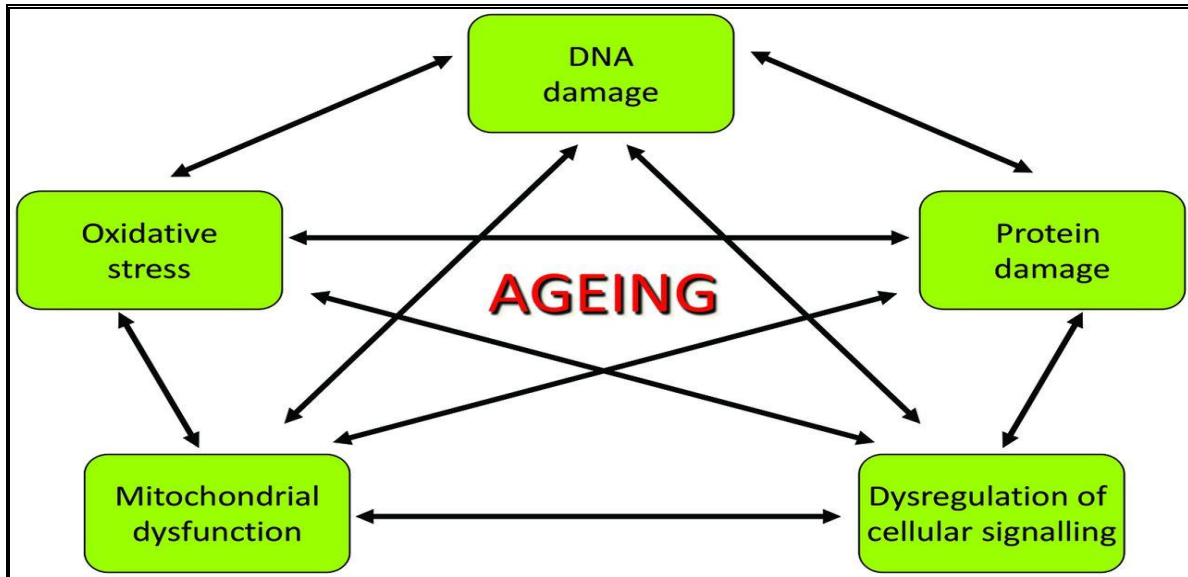 DNA
damage
Oxidative
stress
Protein
damage
AGEING
Mitochondrial
dysfunction
Dysregulation of
cellular signalling